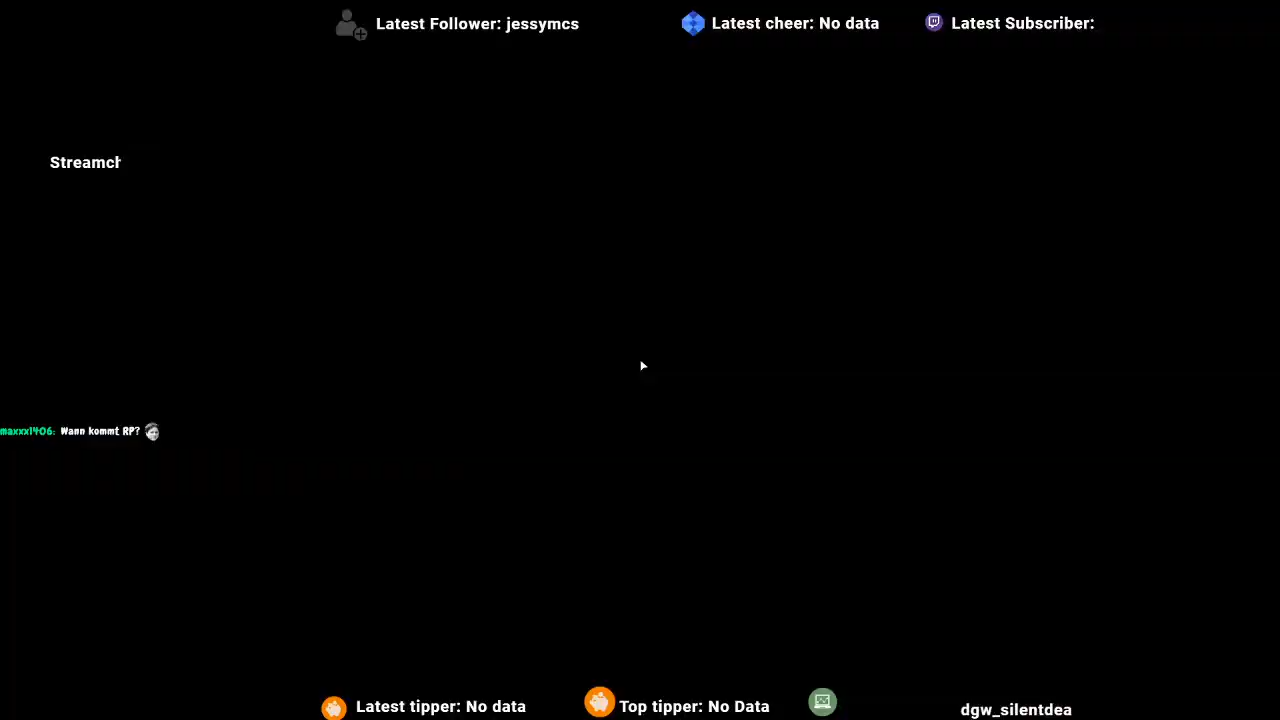 Latest Follower: jessymcs
Latest cheer: No data
Latest Subscriber:
Streamch
maxxx1406: Wann kommt RP?
Latest tipper: No data
Top tipper: No Data
dgw_silentdea